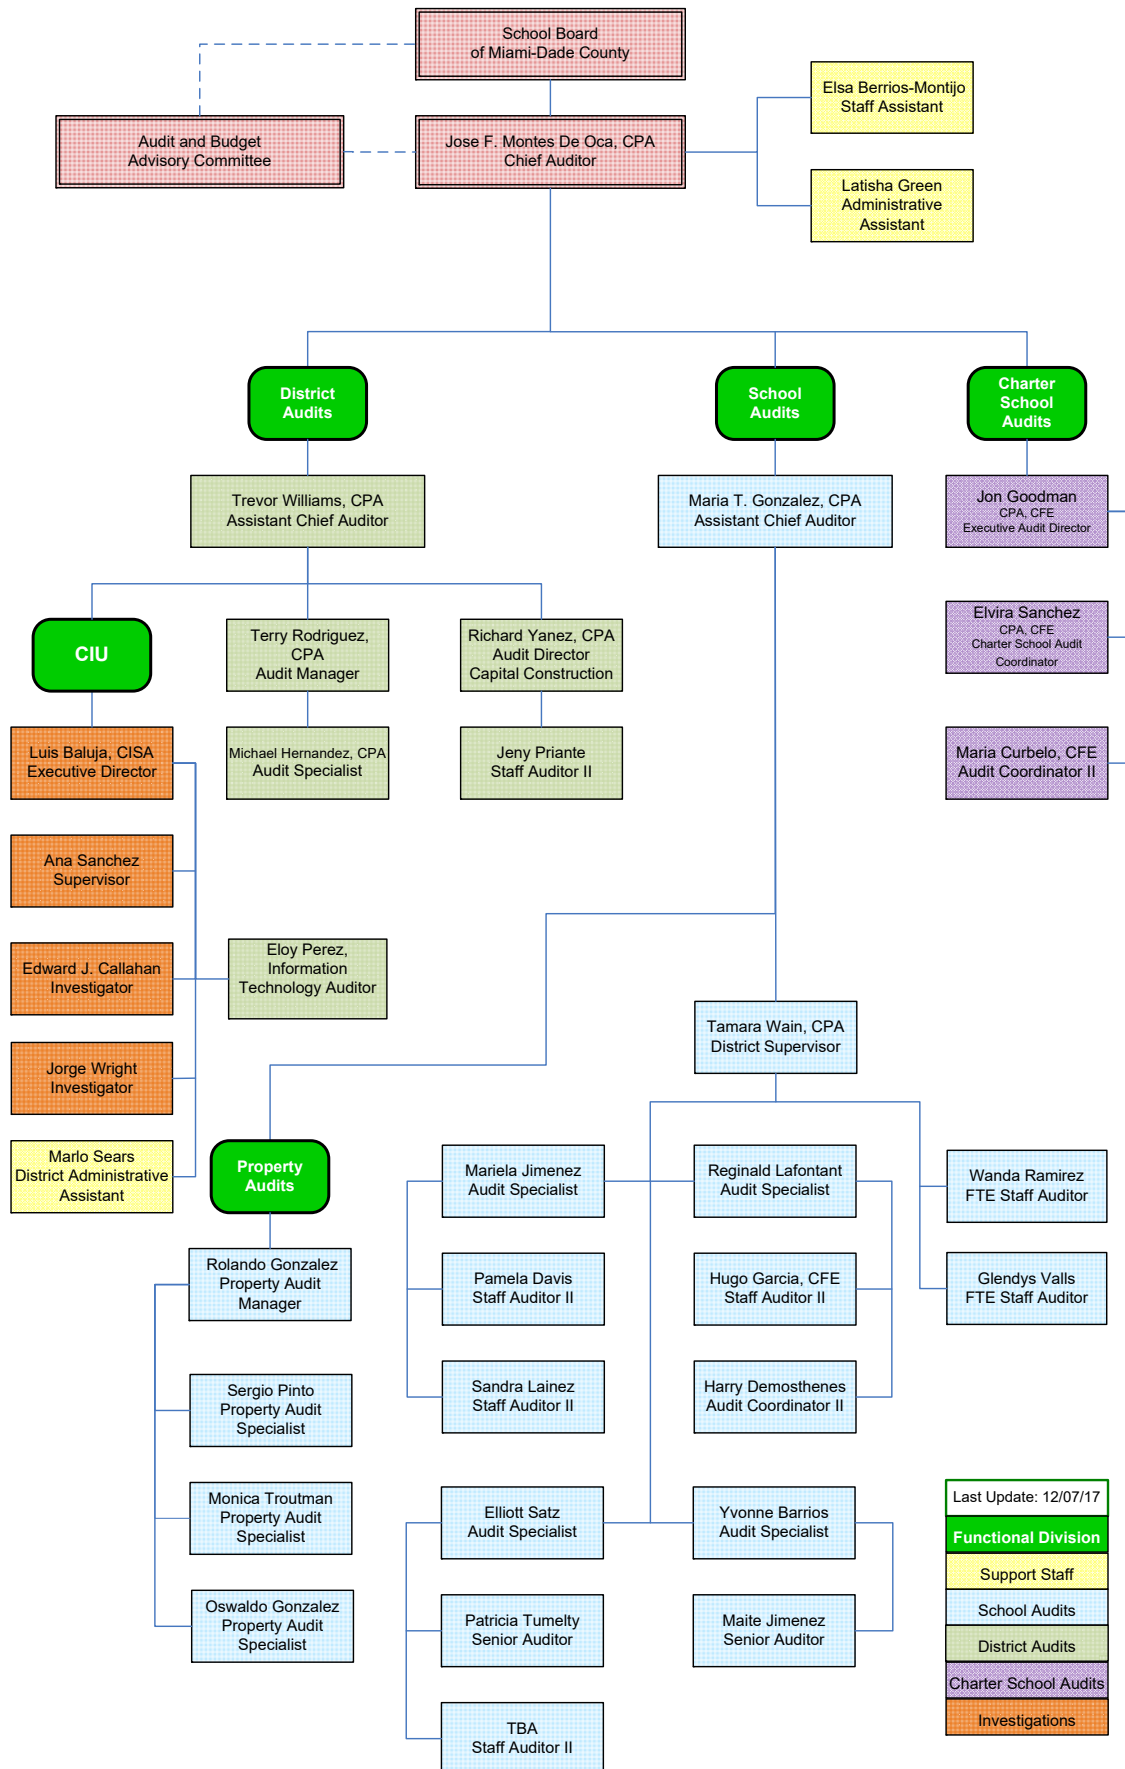 School Board
of Miami-Dade County
Elsa Berrios-Montijo
Staff Assistant
Audit and Budget
Advisory Committee
Jose F. Montes De Oca, CPA
Chief Auditor
Latisha Green
Administrative
Assistant
District
Audits
School
Audits
Charter
School
Audits
Trevor Williams, CPA
Assistant Chief Auditor
Maria T. Gonzalez, CPA
Assistant Chief Auditor
Jon Goodman
CPA, CFE
Executive Audit Director
CIU
Terry Rodriguez,
CPA
Audit Manager
Richard Yanez, CPA
Audit Director
Capital Construction
Elvira Sanchez
CPA, CFE
Charter School Audit
Coordinator
Luis Baluja, CISA
Executive Director
Michael Hernandez, CPA
Audit Specialist
Jeny Priante
Staff Auditor II
Maria Curbelo, CFE
Audit Coordinator II
Ana Sanchez
Supervisor
Edward J. Callahan
Investigator
Eloy Perez,
Information
Technology Auditor
Jorge Wright
Investigator
Tamara Wain, CPA
District Supervisor
Marlo Sears
District Administrative
Assistant
Property
Audits
Mariela Jimenez
Audit Specialist
Reginald Lafontant
Audit Specialist
Wanda Ramirez
FTE Staff Auditor
Rolando Gonzalez
Property Audit
Manager
Pamela Davis
Staff Auditor II
Hugo Garcia, CFE
Staff Auditor II
Glendys Valls
FTE Staff Auditor
Sergio Pinto
Property Audit
Specialist
Sandra Lainez
Staff Auditor II
Harry Demosthenes
Audit Coordinator II
Monica Troutman
Property Audit
Specialist
Elliott Satz
Audit Specialist
Yvonne Barrios
Audit Specialist
Oswaldo Gonzalez
Property Audit
Specialist
Patricia Tumelty
Senior Auditor
Maite Jimenez
Senior Auditor
TBA
Staff Auditor II
Last Update: 12/07/17
Functional Division
Support Staff
School Audits
District Audits
Charter School Audits
Investigations